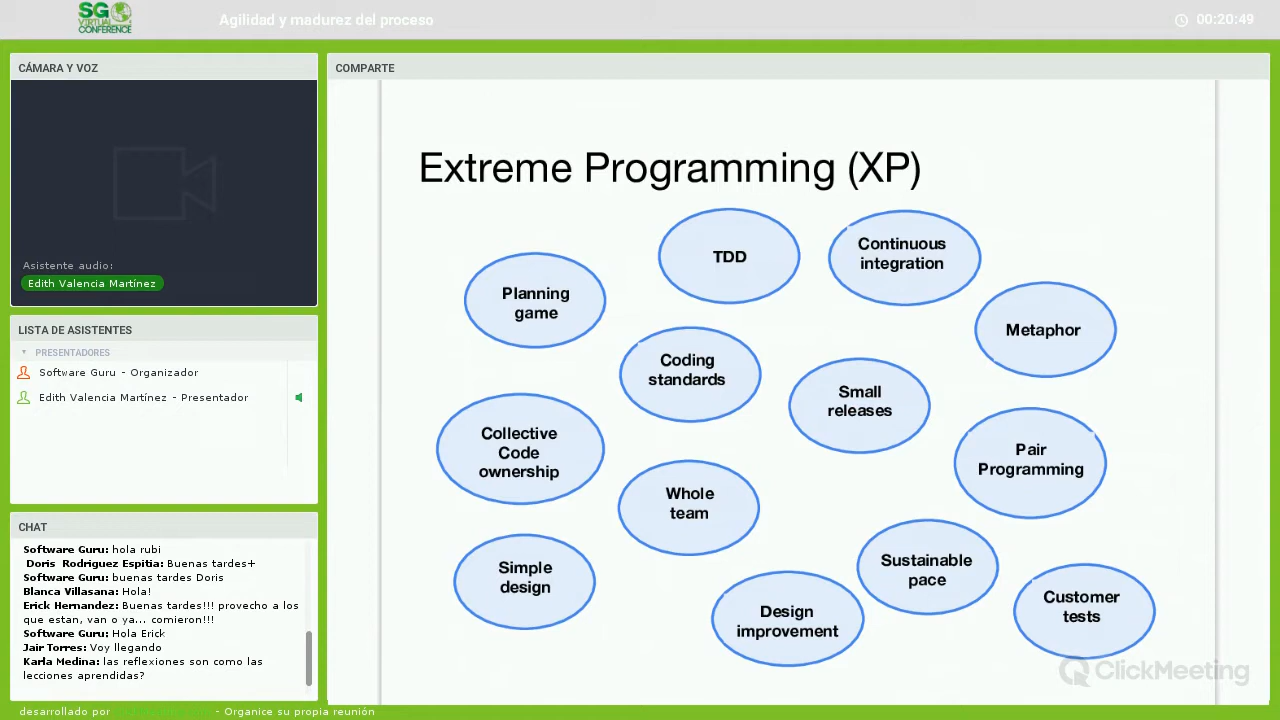 SG
VIRTUAL
CONFERENCE
Agilidad y madurez del proceso
00:20:49
CÁMARA Y VOZ
Asistente audio:
Edith Valencia Martínez
LISTA DE ASISTENTES
PRESENTADORES
Software Guru - Organizador
Edith Valencia Martínez - Presentador
CHAT
Software Guru: hola rubi
Doris Rodriguez Espitia: Buenas tardes+
Software Guru: buenas tardes Doris
Blanca Villasana: Hola!
Erick Hernandez: Buenas tardes!!! provecho a los
que estan, van o ya... comieron!!!
Software Guru: Hola Erick
Jair Torres: Voy llegando
Karla Medina: las reflexiones son como las
lecciones aprendidas?
desarrollado por
- Organice su propia reunión
COMPARTE
Extreme Programming (XP)
TDD
Continuous
integration
Planning
game
Metaphor
Coding
standards
Small
releases
Collective
Code
ownership
Pair
Programming
Whole
team
Simple
design
Sustainable
pace
Design
improvement
Customer
tests
ClickMeeting